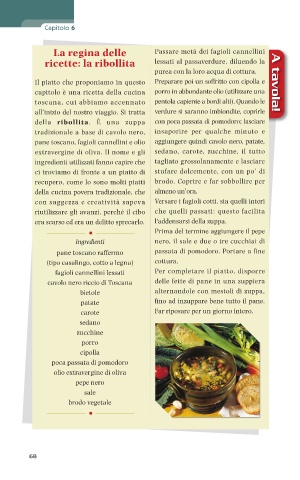 Capitolo 6
La regina delle
ricette: la ribollita
Il piatto che proponiamo in questo
capitolo è una ricetta della cucina
toscana, cui abbiamo accennato
all'inizio del nostro viaggio. Si tratta
della ribollita. È una zuppa
tradizionale a base di cavolo nero,
pane toscano, fagioli cannellini e olio
extravergine di oliva. Il nome e gli
ingredienti utilizzati fanno capire che
ci troviamo di fronte a un piatto di
recupero, come lo sono molti piatti
della cucina povera tradizionale, che
con saggezza e creatività sapeva
riutilizzare gli avanzi, perché il cibo
era scarso ed era un delitto sprecarlo.
ingredienti
pane toscano raffermo
(tipo casalingo, cotto a legna)
fagioli cannellini lessati
cavolo nero riccio di Toscana
bietole
patate
carote
sedano
zucchine
porro
cipolla
poca passata di pomodoro
olio extravergine di oliva
pepe nero
sale
brodo vegetale
Passare metà dei fagioli cannellini
lessati al passaverdure, diluendo la
purea con la loro acqua di cottura.
Preparare poi un soffritto con cipolla e
porro in abbondante olio (utilizzare una
pentola capiente a bordi alti). Quando le
verdure si saranno imbiondite, coprire
con poca passata di pomodoro; lasciare
insaporire per qualche minuto e
aggiungere quindi cavolo nero, patate,
sedano, carote, zucchine, il tutto
tagliato grossolanamente e lasciare
stufare dolcemente, con un po' di
brodo. Coprire e far sobbollire per
almeno un'ora.
Versare i fagioli cotti, sia quelli interi
che quelli passati: questo facilita
l'addensarsi della zuppa.
Prima del termine aggiungere il pepe
nero, il sale e due o tre cucchiai di
passata di pomodoro. Portare a fine
cottura.
Per completare il piatto, disporre
delle fette di pane in una zuppiera
alternandole con mestoli di zuppa,
fino ad inzuppare bene tutto il pane.
Far riposare per un giorno intero.
A tavola!
68